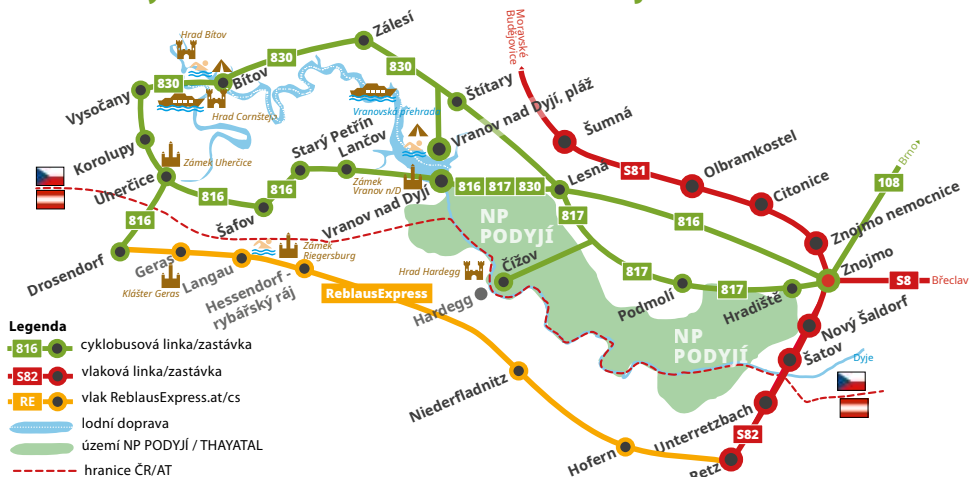 Moravské
Budějovice
Hrad Bítov
Zálesí
830
830
830
Bítov
Vysočany
Štítary
Hrad Cornštejn
Vranovská přehrada
Vranov nad Dyjí, pláž
Šumná
Brno
Korolupy
Starý Petřín
Lančov
Olbramkostel
Zámek Uherčice
S81
Citonice
108
Uherčice
Lesná
Zámek
Vranov n/D
816
816
816
816 817 830
Šafov
Vranov nad Dyjí
817
816
Znojmo nemocnice
NP
PODYJÍ
Zámek
Riegersburg
Znojmo
Drosendorf
Geras
Langau
Hrad Hardegg
Čížov
817
817
S8
Břeclav
Klášter Geras
Hessendorf -
rybářský ráj
ReblausExpress
Hardegg
Podmolí
Hradiště
Nový Šaldorf
NP
PODYJÍ
Šatov
Dyje
Legenda
816 cyklobusová linka/zastávka
S82 vlaková linka/zastávka
RE vlak ReblausExpress.at/cs
lodní doprava
území NP PODYJÍ / THAYATAL
hranice ČR/AT
Niederfladnitz
Unterretzbach
S82
Hofern
Retz